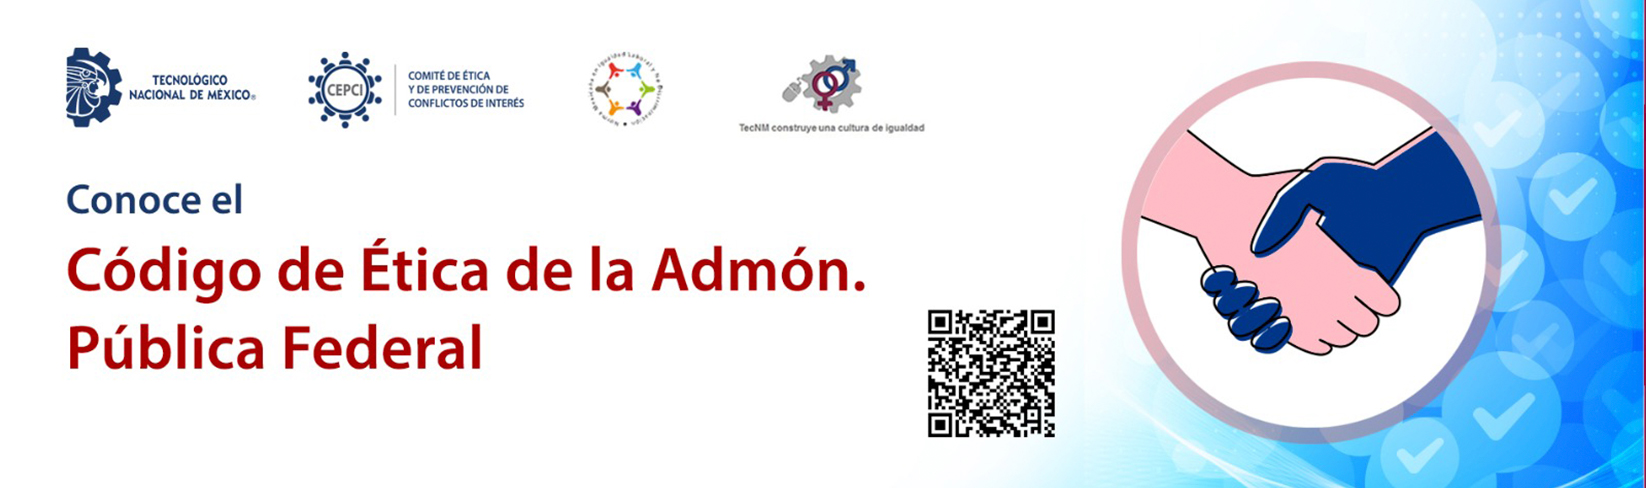 TECNOLÓGICO
NACIONAL DE MÉXICO®
CEPCI
COMITÉ DE ÉTICA
Y DE PREVENCIÓN DE
CONFLICTOS DE INTERÉS
Norma Mexicana en Igualdad Laboral y No Discriminación
TecNM construye una cultura de igualdad
Conoce el
Código de Ética de la Admón.
Pública Federal